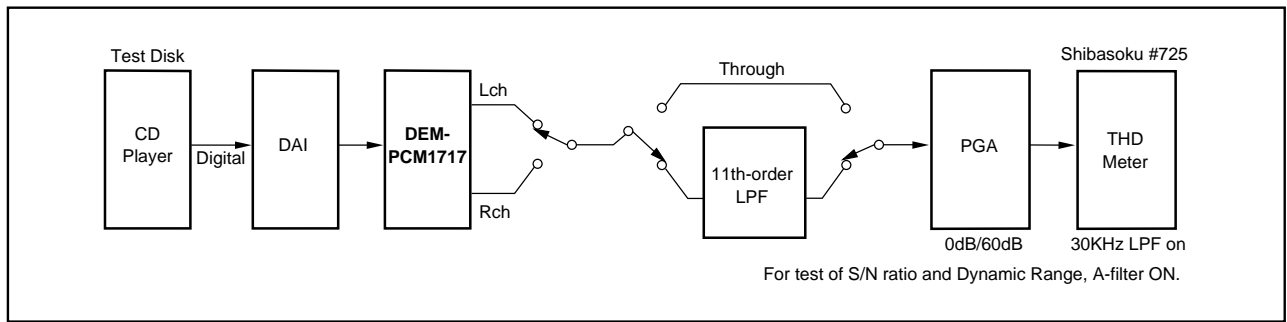 Test Disk
CD
Player
Digital
DAI
DEM-
PCM1717
Lch
Rch
Through
11th-order
LPF
PGA
0dB/60dB
Shibasoku #725
THD
Meter
30KHz LPF on
For test of S/N ratio and Dynamic Range, A-filter ON.